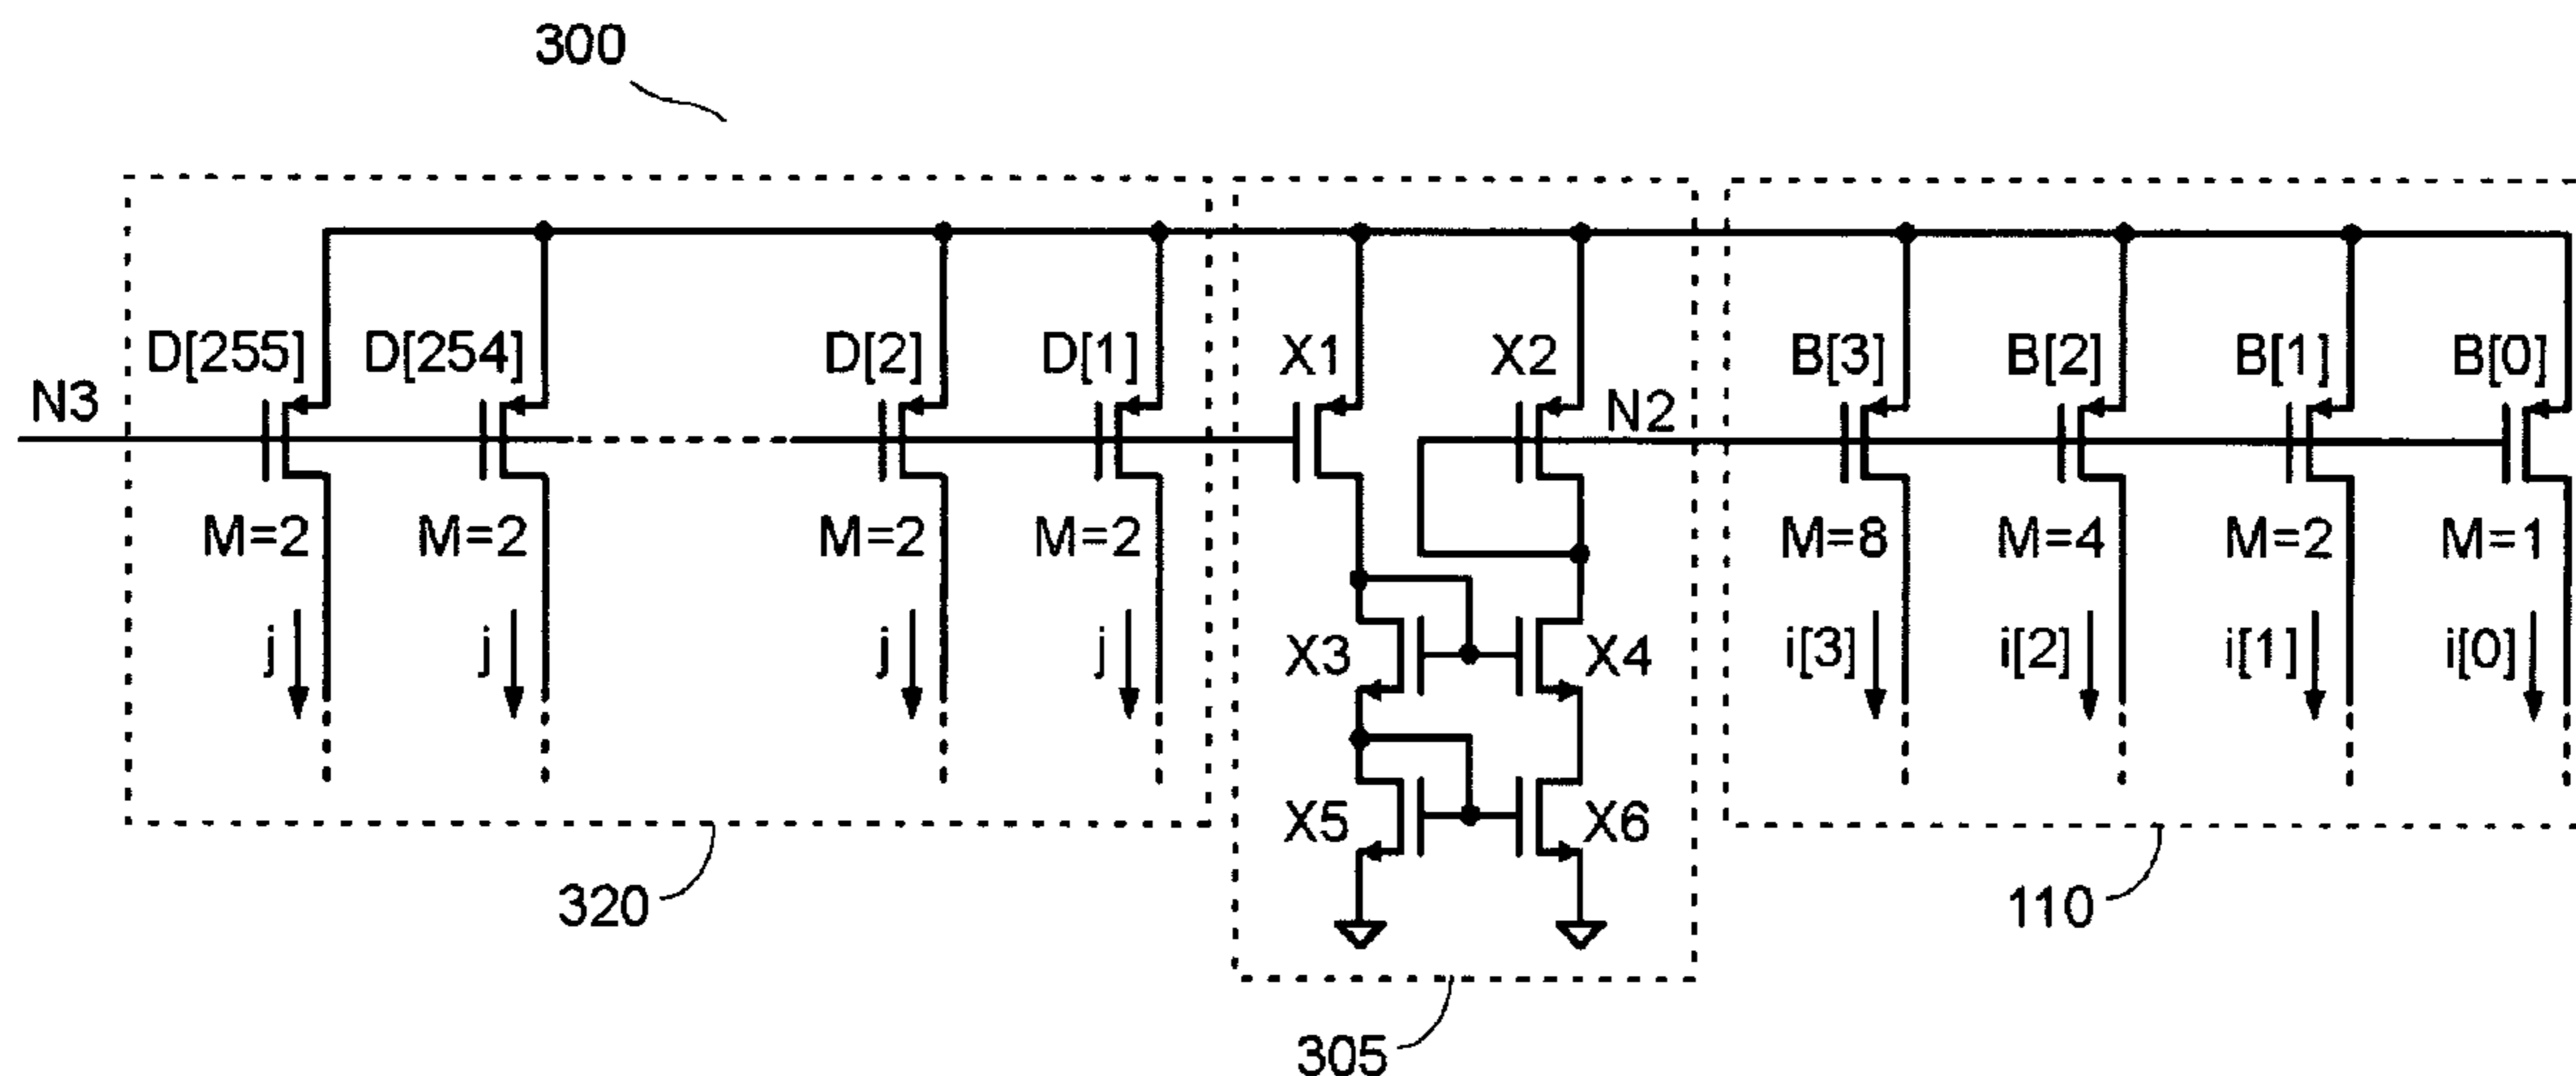 300
D[255] D[254] D[2] D[1] X1 X2 B[3] B[2] B[1] B[0]
N3 N2
M=2 M=2 M=2 M=2 M=8 M=4 M=2 M=1
j j j j X3 X4 i[3] i[2] i[1] i[0]
X5 X6
320 110
305